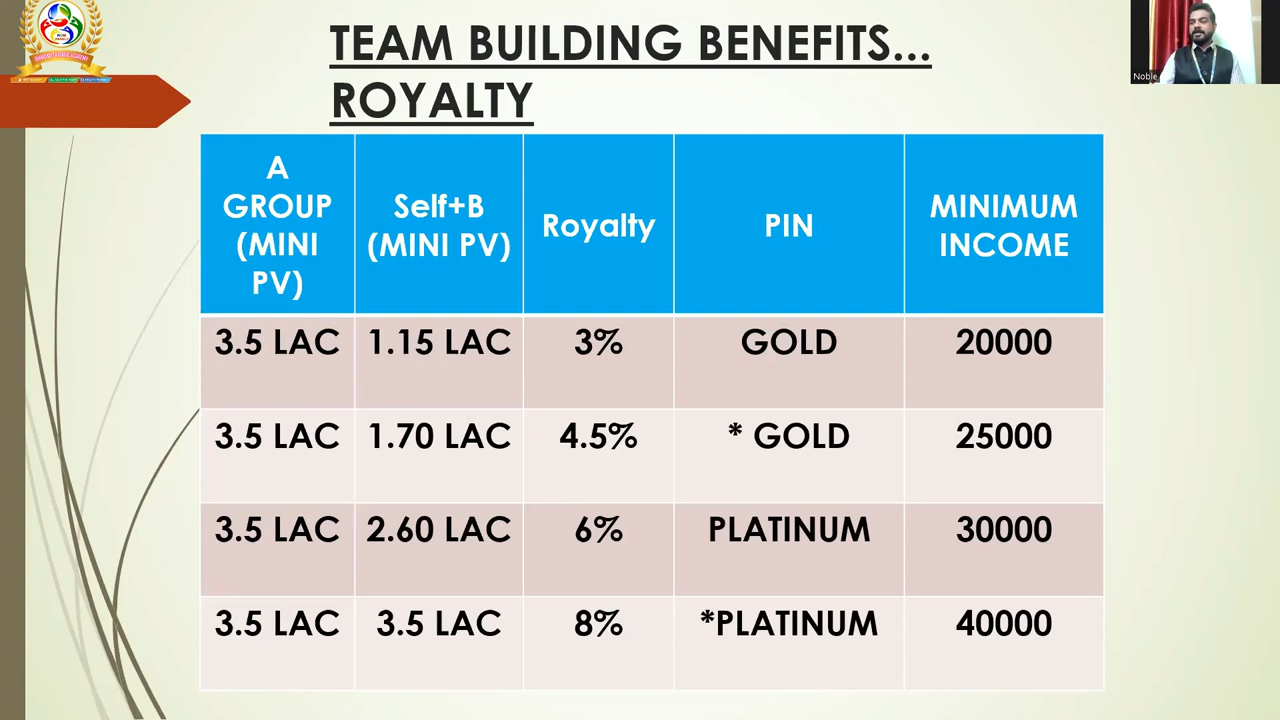 TEAM BUILDING BENEFITS...
ROYALTY
Noble
A
GROUP
(MINI
PV)
Self+B
(MINI PV)
Royalty
PIN
MINIMUM
INCOME
3.5 LAC 1.15 LAC 3% GOLD 20000
3.5 LAC 1.70 LAC 4.5% * GOLD 25000
3.5 LAC 2.60 LAC 6% PLATINUM 30000
3.5 LAC 3.5 LAC 8% *PLATINUM 40000